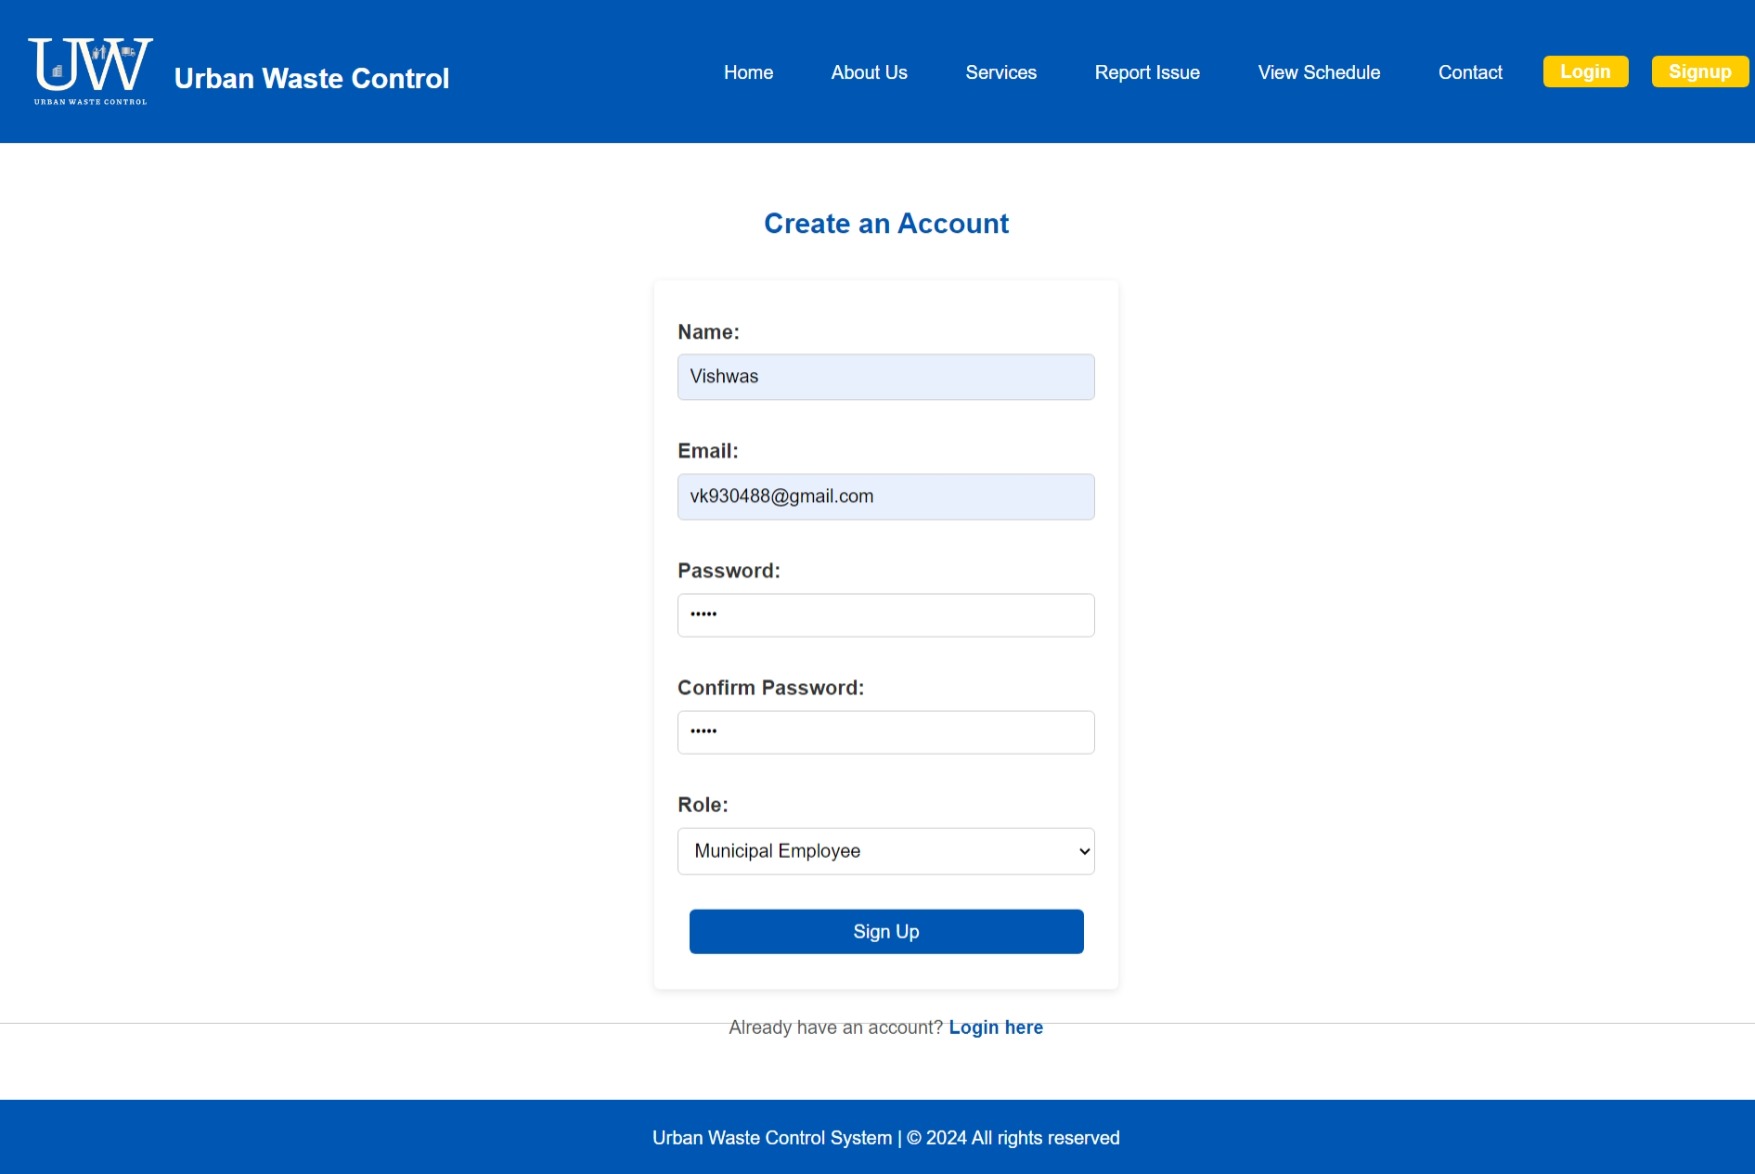 UW
URBAN WASTE CONTROL
Urban Waste Control
Home About Us Services Report Issue View Schedule Contact Login Signup
Create an Account
Name:
Vishwas
Email:
vk930488@gmail.com
Password:
•••••
Confirm Password:
•••••
Role:
Municipal Employee
Sign Up
Already have an account? Login here
Urban Waste Control System | © 2024 All rights reserved